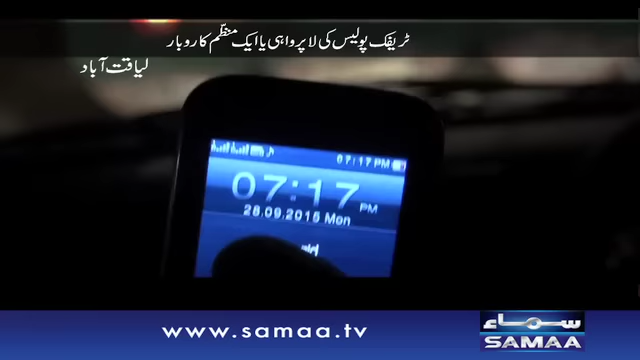 ٹریفک پولیس کی لاپرواہی یا ایک منظّم کاروبار
لیاقت آباد
07:17 PM
07:17 PM
28.09.2015 Mon
www.samaa.tv
سماء
SAMAA